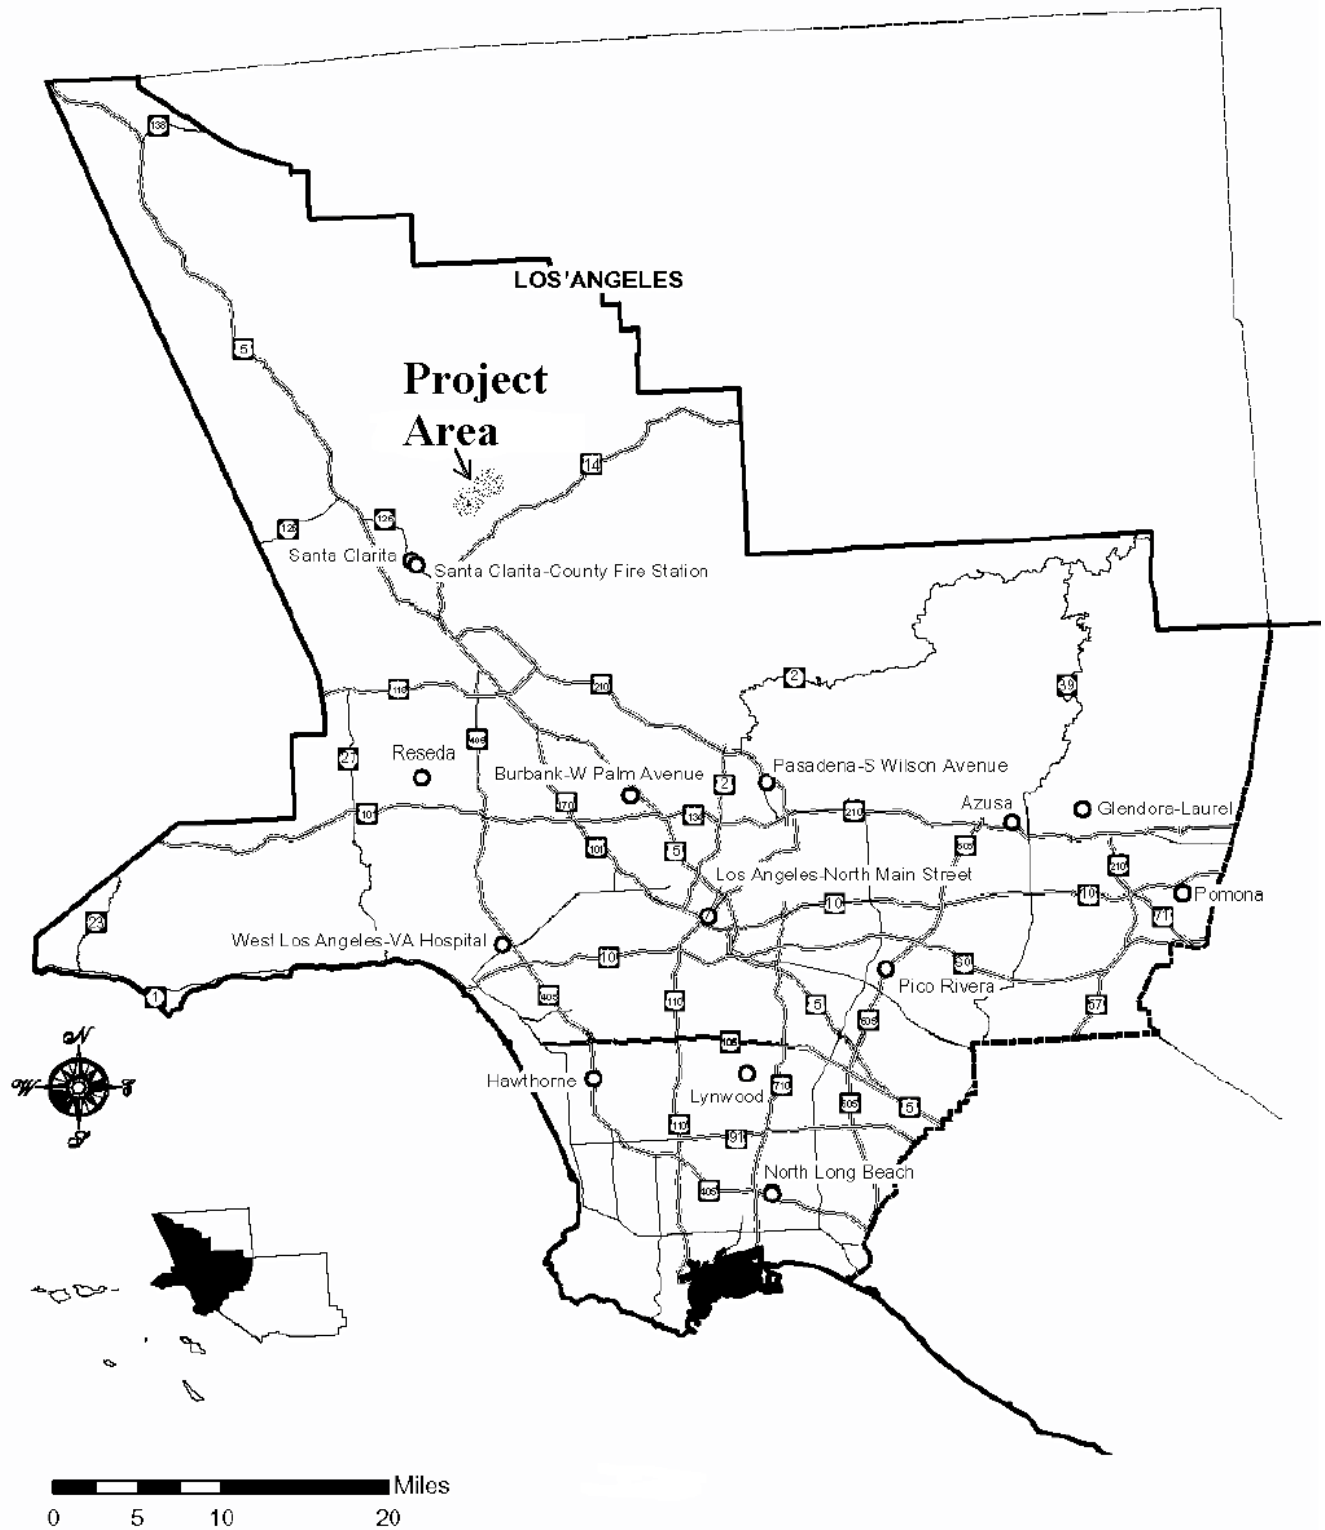 138
LOS ANGELES
5
Project
Area
14
126
126
Santa Clarita
Santa Clarita-County Fire Station
2
39
118
210
405
27
Reseda
Burbank-W Palm Avenue
Pasadena-S Wilson Avenue
2
170
Azusa
Glendora-Laurel
101
134
210
101
5
605
210
Los Angeles-North Main Street
10
10
Pomona
71
23
West Los Angeles-VA Hospital
10
60
Pico Rivera
1
405
110
5
605
57
N
W
E
S
105
Hawthorne
Lynwood
710
605
5
110
91
North Long Beach
405
Miles
0 5 10 20